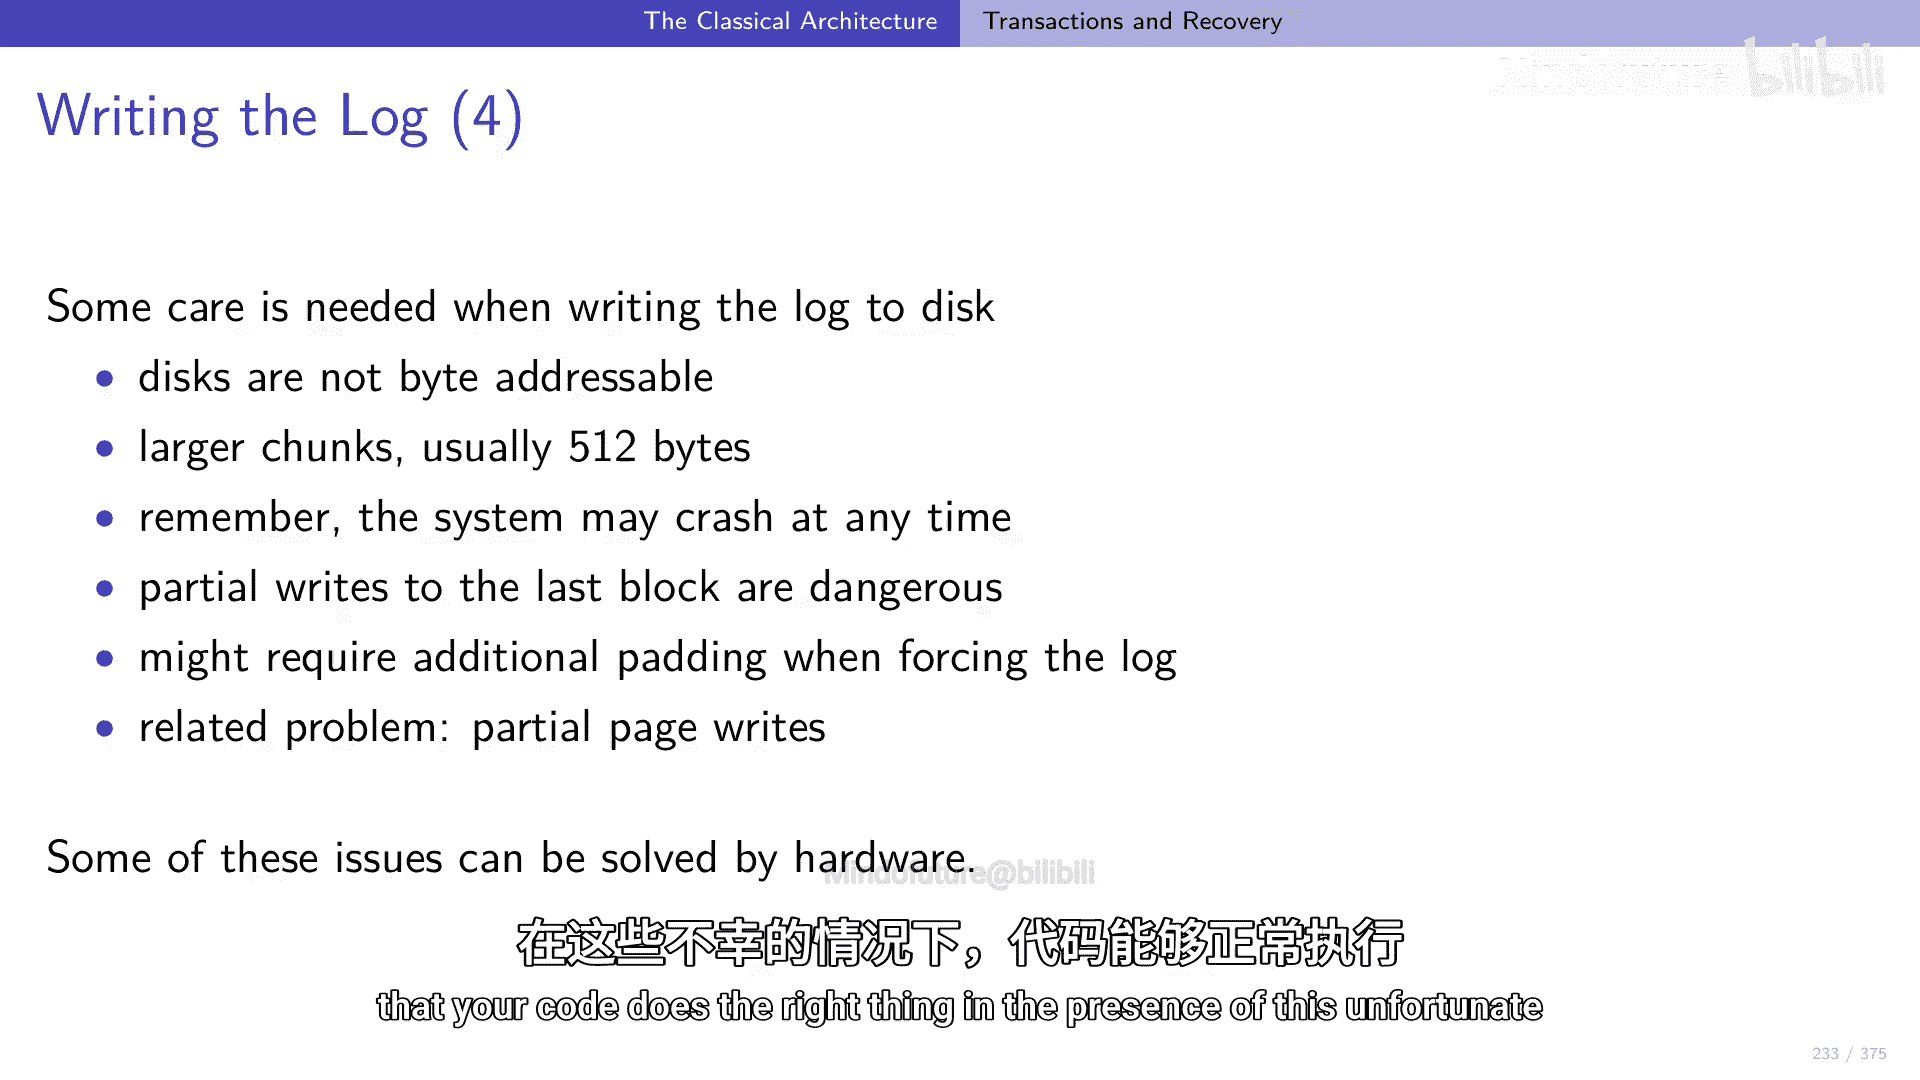 The Classical Architecture
Transactions and Recovery
bilibili
Writing the Log (4)
Some care is needed when writing the log to disk
• disks are not byte addressable
• larger chunks, usually 512 bytes
• remember, the system may crash at any time
• partial writes to the last block are dangerous
• might require additional padding when forcing the log
• related problem: partial page writes
Some of these issues can be solved by hardware.
Mindofuture@bilibili
在这些不幸的情况下，代码能够正常执行
that your code does the right thing in the presence of this unfortunate
233 / 375